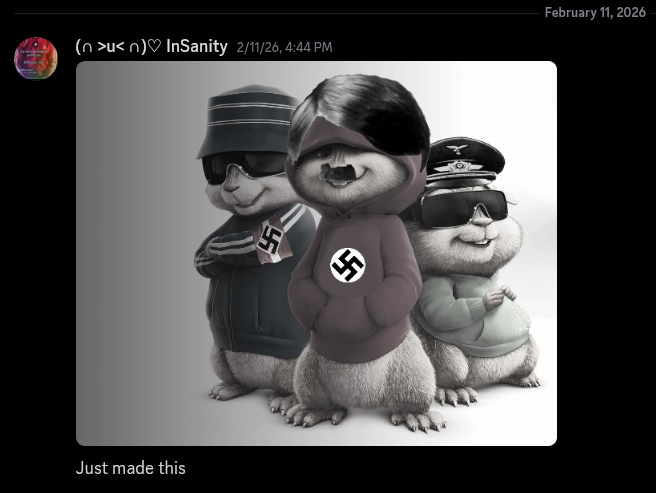 February 11, 2026
(∩ >u< ∩)♡ InSanity 2/11/26, 4:44 PM
Just made this